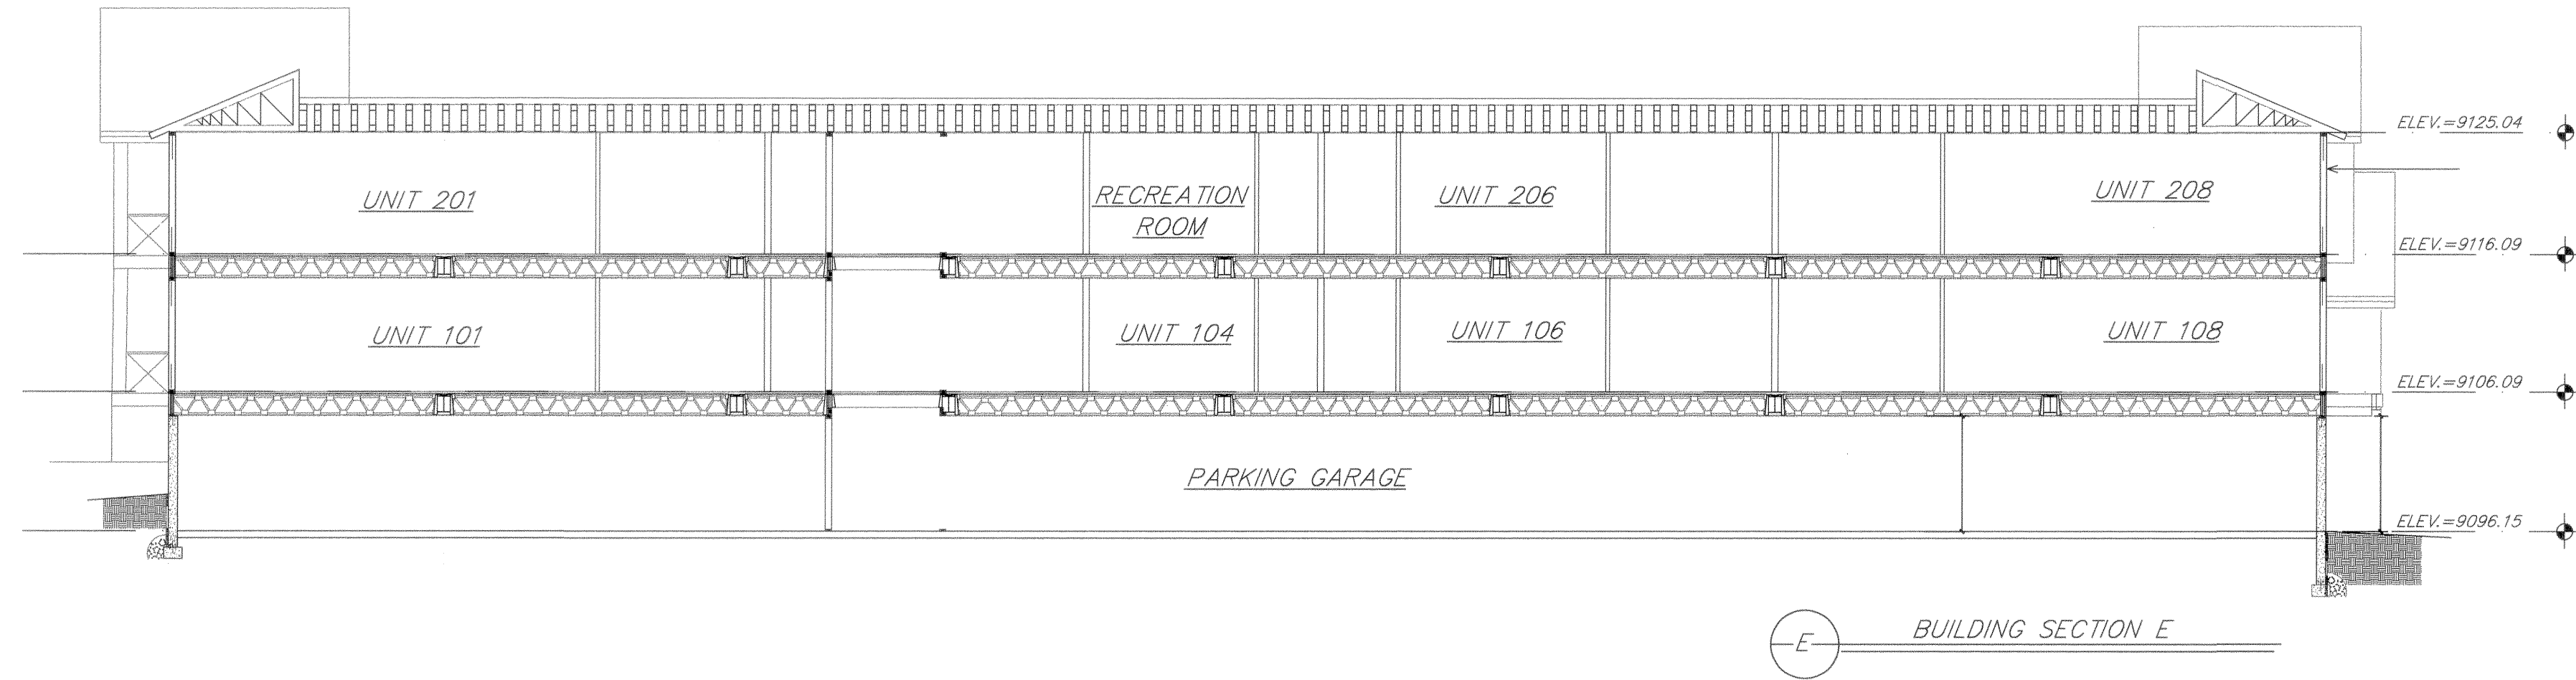 ELEV.=9125.04
UNIT 201
RECREATION
ROOM
UNIT 206
UNIT 208
ELEV.=9116.09
UNIT 101
UNIT 104
UNIT 106
UNIT 108
ELEV.=9106.09
PARKING GARAGE
ELEV.=9096.15
E
BUILDING SECTION E